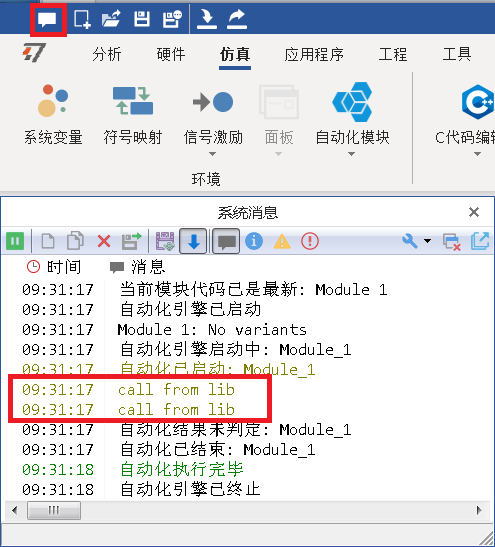 分析 硬件 仿真 应用程序 工程 工具
系统变量 符号映射 信号激励 面板 自动化模块 C代码编辑
环境
系统消息
时间 消息
09:31:17 当前模块代码已是最新: Module 1
09:31:17 自动化引擎已启动
09:31:17 Module 1: No variants
09:31:17 自动化引擎启动中: Module_1
09:31:17 自动化已启动: Module_1
09:31:17 call from lib
09:31:17 call from lib
09:31:17 自动化结果未判定: Module_1
09:31:17 自动化已结束: Module_1
09:31:18 自动化执行完毕
09:31:18 自动化引擎已终止